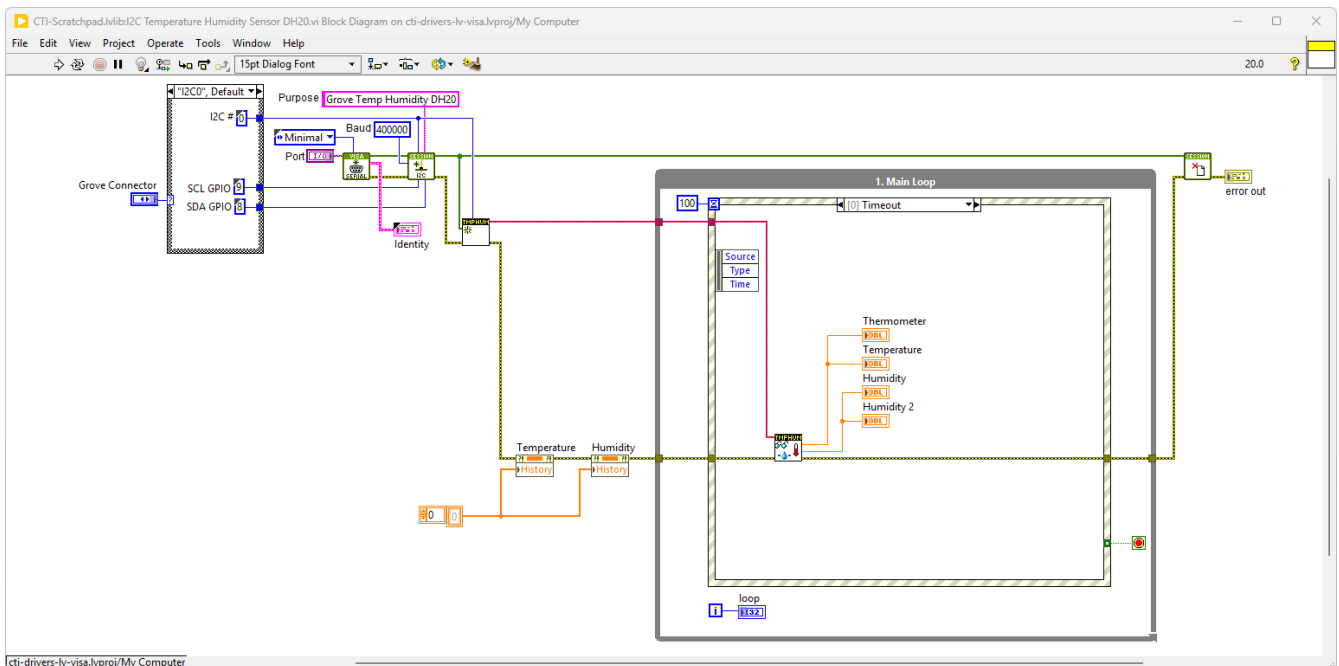 CTI-Scratchpad.lvlib:I2C Temperature Humidity Sensor DH20.vi Block Diagram on cti-drivers-lv-visa.lvproj/My Computer
File Edit View Project Operate Tools Window Help
15pt Dialog Font
20.0
"I2C0", Default
Purpose
Grove Temp Humidity DH20
I2C #
0
Minimal
Baud
400000
Port
I/O
VISA
SERIAL
SESSION
I2C
SESSION
error out
Grove Connector
SCL GPIO
9
SDA GPIO
8
Identity
TMPHUM
1. Main Loop
100
[0] Timeout
Source
Type
Time
Thermometer
DBL
Temperature
DBL
Humidity
DBL
Humidity 2
DBL
TMPHUM
Temperature
History
Humidity
History
0
0
loop
i
I32
cti-drivers-lv-visa.lvproj/My Computer